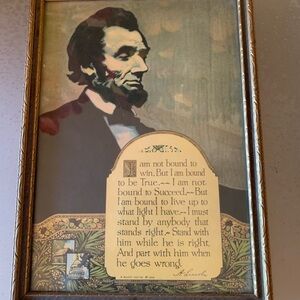 I am not bound to
win. But I am bound
to be True.~~ I am not
bound to Succeed.~ But
I am bound to live up to
what light I have.~ I must
stand by anybody that
stands right.~ Stand with
him while he is right.
And part with him when
he goes wrong.
A. Lincoln